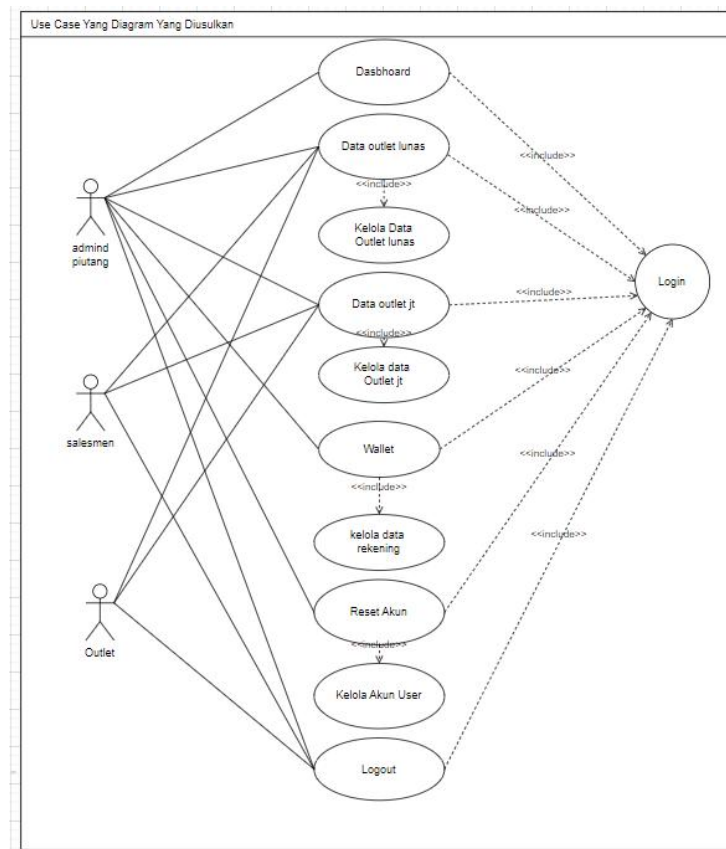 Use Case Yang Diagram Yang Diusulkan
Dasbhoard
Data outlet lunas
<<include>>
<<include>>
<<include>>
admind
piutang
Kelola Data
Outlet lunas
Login
<<include>>
Data outlet jt
<<include>>
Kelola data
Outlet jt
<<include>>
salesmen
Wallet
<<include>>
<<include>>
kelola data
rekening
<<include>>
Reset Akun
<<include>>
Outlet
Kelola Akun User
Logout